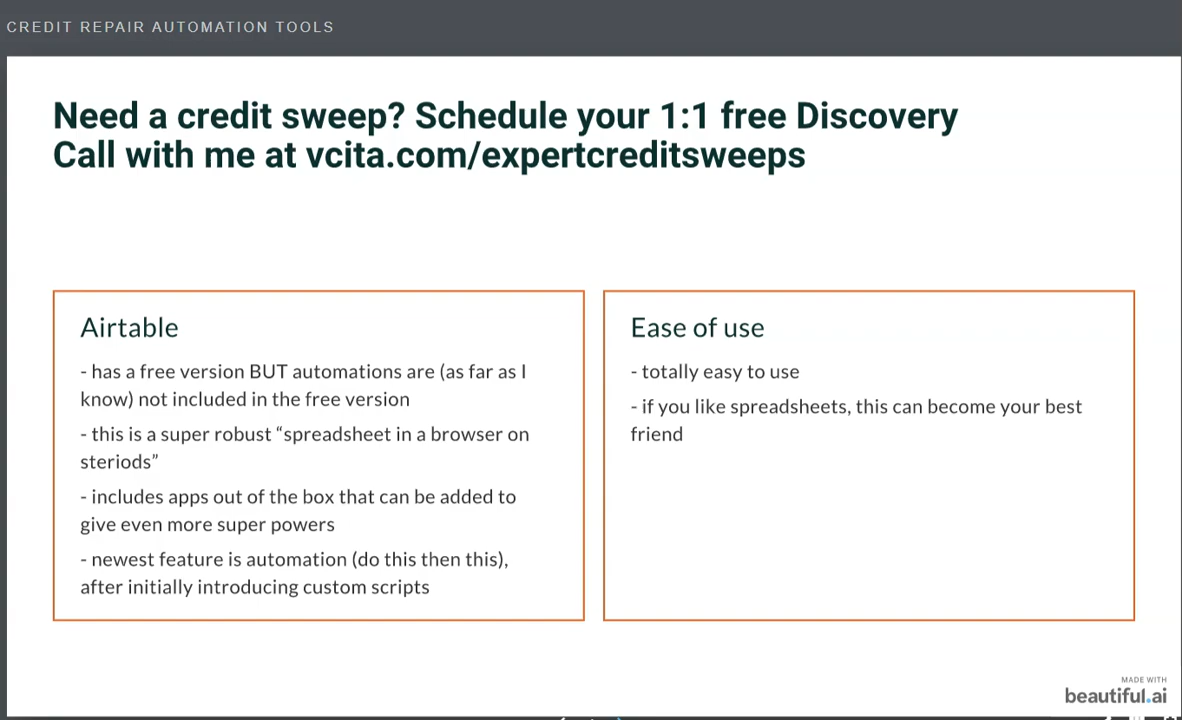 CREDIT REPAIR AUTOMATION TOOLS
Need a credit sweep? Schedule your 1:1 free Discovery
Call with me at vcita.com/expertcreditsweeps
Airtable
- has a free version BUT automations are (as far as I
know) not included in the free version
- this is a super robust “spreadsheet in a browser on
steriods”
- includes apps out of the box that can be added to
give even more super powers
- newest feature is automation (do this then this),
after initially introducing custom scripts
Ease of use
- totally easy to use
- if you like spreadsheets, this can become your best
friend
MADE WITH
beautiful.ai